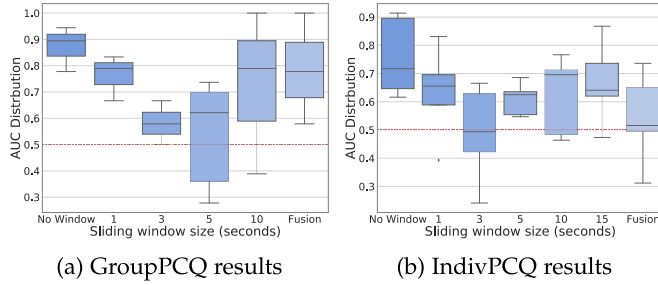 1.0
0.9
0.8
0.7
0.6
0.5
0.4
0.3
AUC Distribution
No Window 1 3 5 10 Fusion
Sliding window size (seconds)
(a) GroupPCQ results
0.9
0.8
0.7
0.6
0.5
0.4
0.3
AUC Distribution
No Window 1 3 5 10 15 Fusion
Sliding window size (seconds)
(b) IndivPCQ results